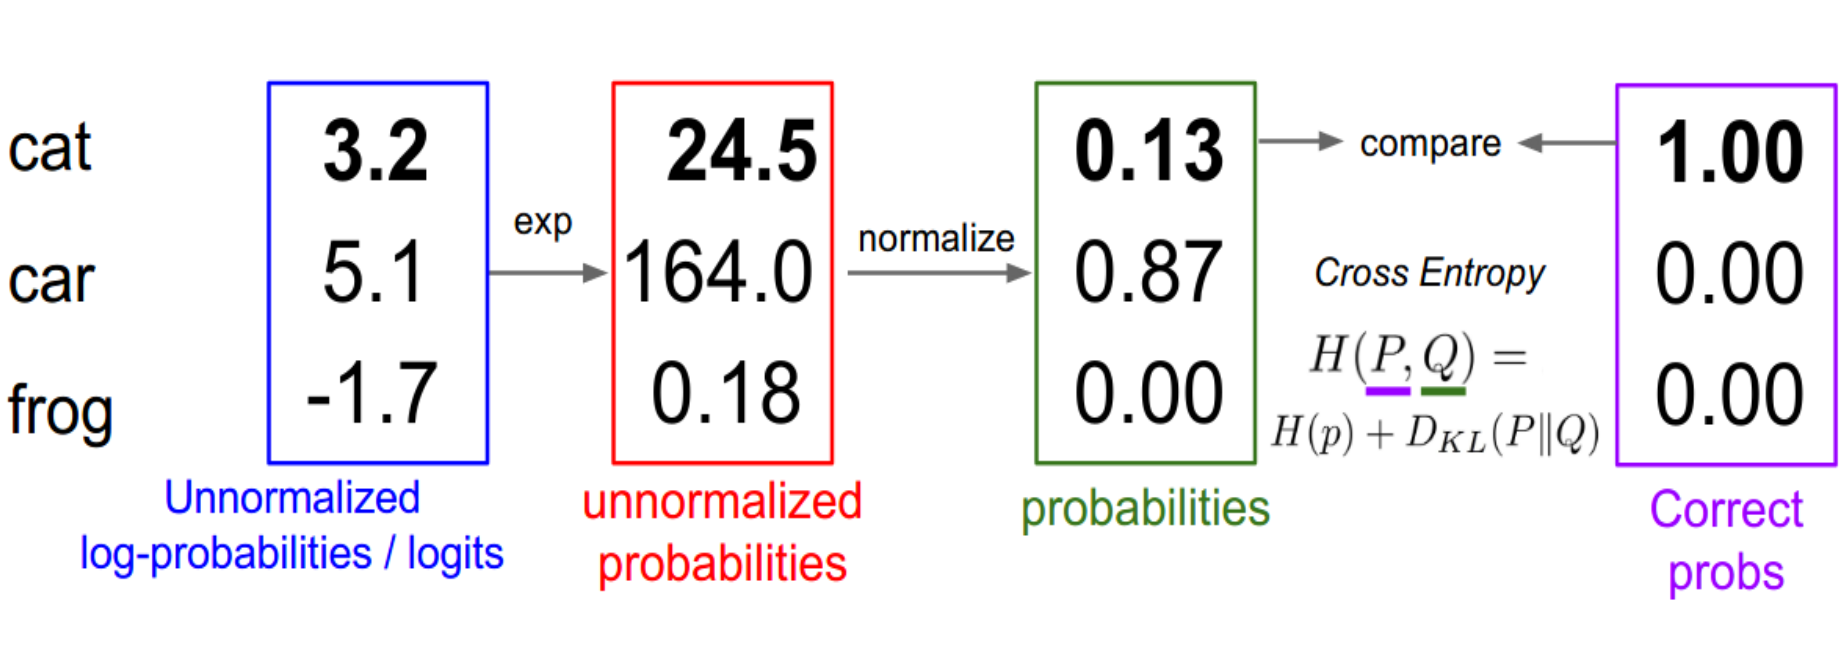 cat 3.2 24.5 0.13 compare 1.00
exp
normalize
car 5.1 164.0 0.87 Cross Entropy 0.00
H(P, Q) =
frog -1.7 0.18 0.00 0.00
H(p) + D_{KL}(P‖Q)
Unnormalized
log-probabilities / logits
unnormalized
probabilities
probabilities
Correct
probs